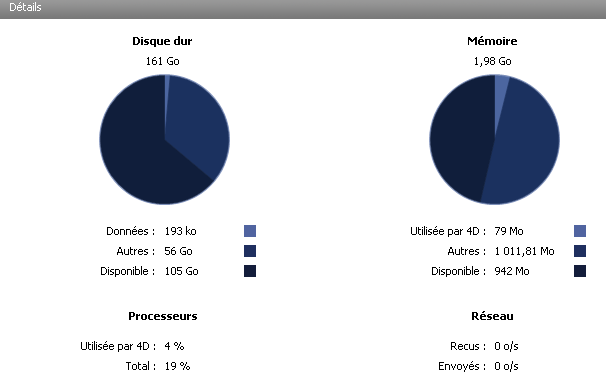 Détails
Disque dur
161 Go
Données : 193 ko
Autres : 56 Go
Disponible : 105 Go
Mémoire
1,98 Go
Utilisée par 4D : 79 Mo
Autres : 1 011,81 Mo
Disponible : 942 Mo
Processeurs
Utilisée par 4D : 4 %
Total : 19 %
Réseau
Recus : 0 o/s
Envoyés : 0 o/s